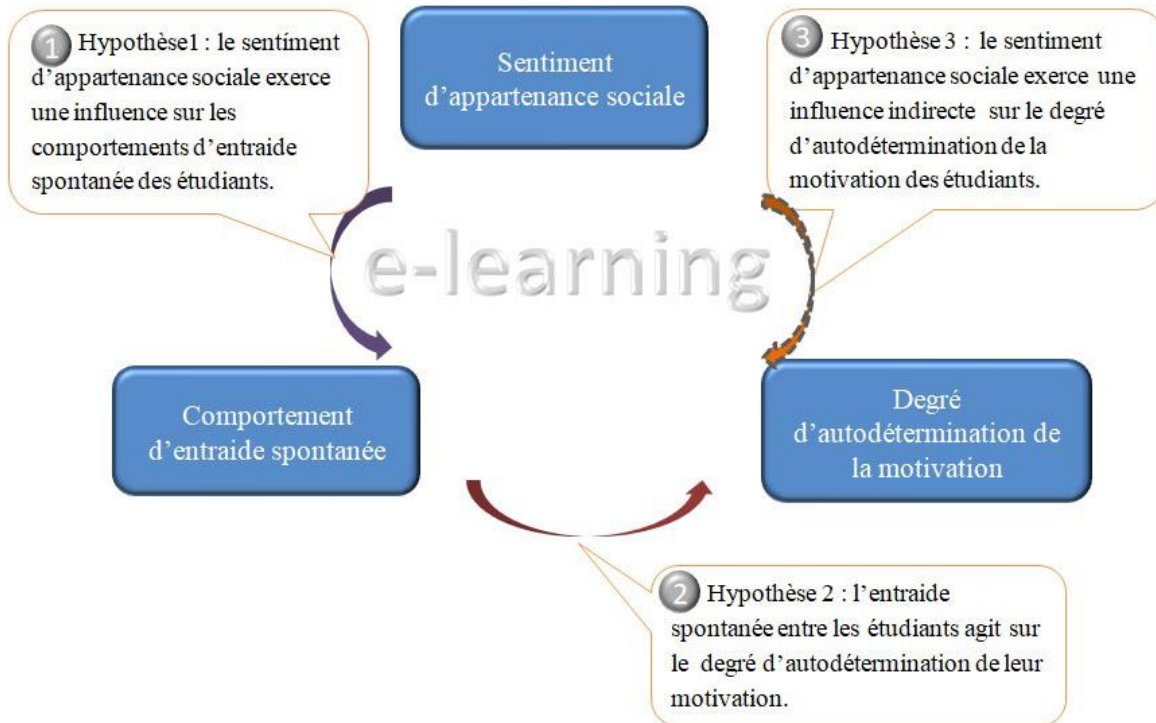 1 Hypothèse1 : le sentiment
d’appartenance sociale exerce
une influence sur les
comportements d’entraide
spontanée des étudiants.
Sentiment
d’appartenance sociale
3 Hypothèse 3 : le sentiment
d’appartenance sociale exerce une
influence indirecte sur le degré
d’autodétermination de la
motivation des étudiants.
e-learning
Comportement
d’entraide spontanée
Degré
d’autodétermination de
la motivation
2 Hypothèse 2 : l’entraide
spontanée entre les étudiants agit sur
le degré d’autodétermination de leur
motivation.